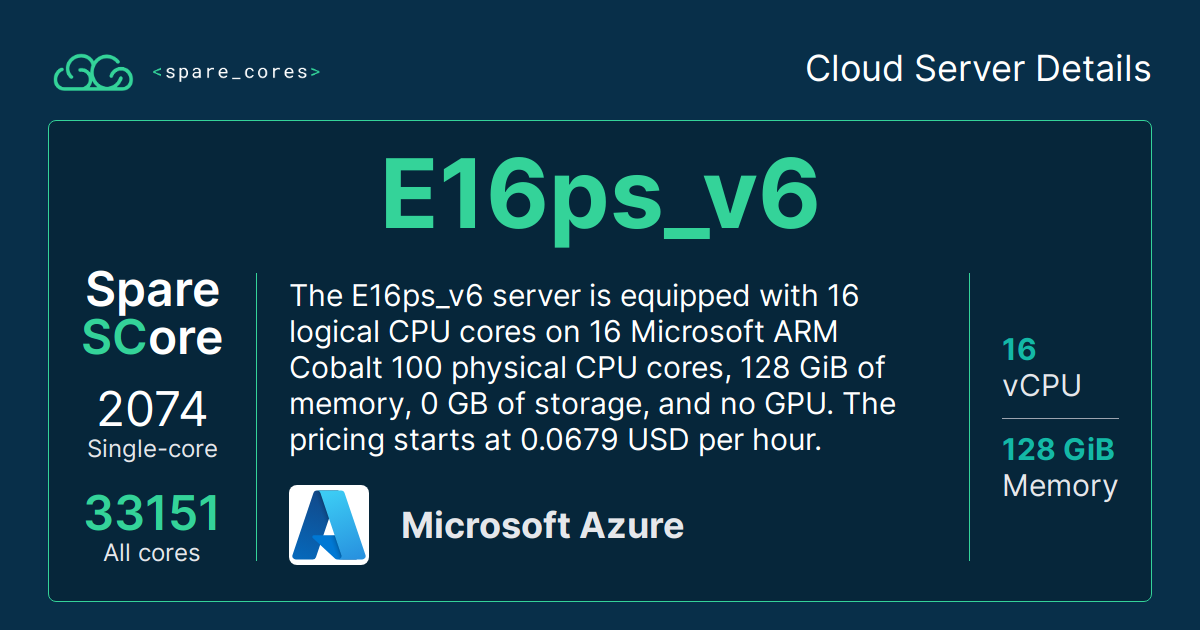 <spare_cores>
Cloud Server Details
E16ps_v6
Spare
SCore
2074
Single-core
33151
All cores
The E16ps_v6 server is equipped with 16
logical CPU cores on 16 Microsoft ARM
Cobalt 100 physical CPU cores, 128 GiB of
memory, 0 GB of storage, and no GPU. The
pricing starts at 0.0679 USD per hour.
Microsoft Azure
16
vCPU
128 GiB
Memory